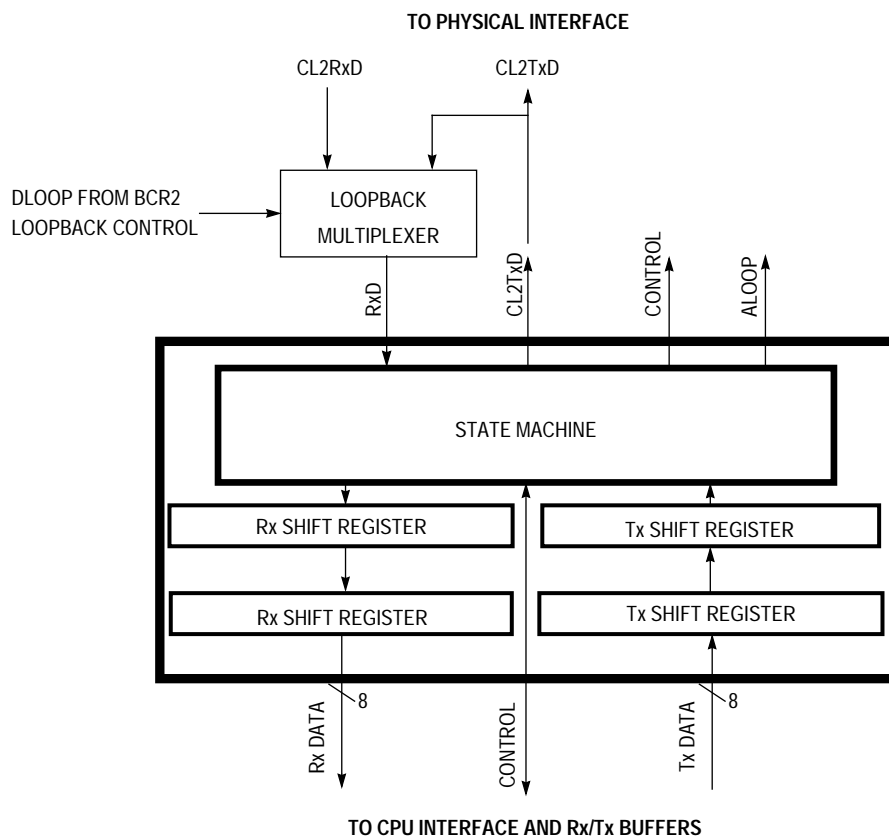 TO PHYSICAL INTERFACE
CL2RxD
CL2TxD
DLOOP FROM BCR2
LOOPBACK CONTROL
LOOPBACK
MULTIPLEXER
RxD
CL2TxD
CONTROL
ALOOP
STATE MACHINE
Rx SHIFT REGISTER
Tx SHIFT REGISTER
Rx SHIFT REGISTER
Tx SHIFT REGISTER
8
8
Rx DATA
CONTROL
Tx DATA
TO CPU INTERFACE AND Rx/Tx BUFFERS